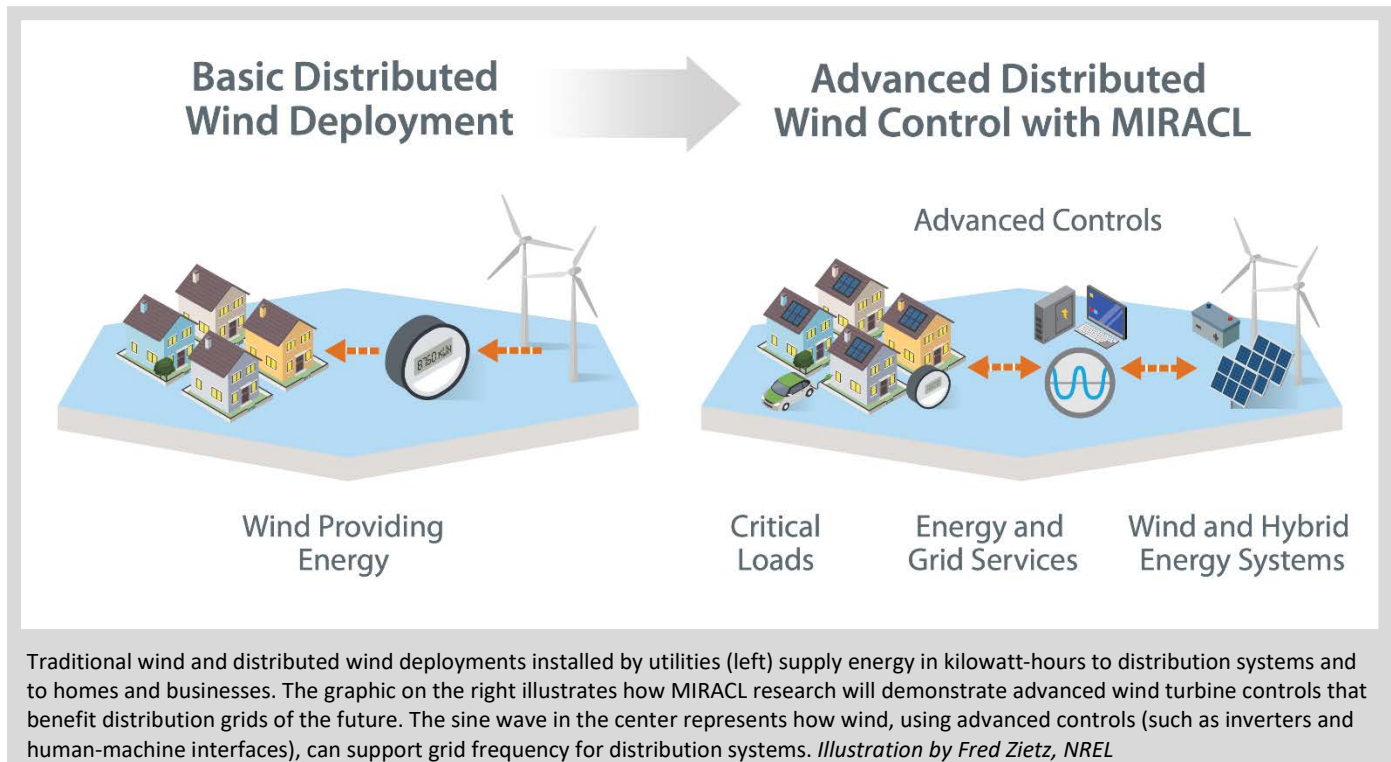 Basic Distributed
Wind Deployment
Advanced Distributed
Wind Control with MIRACL
Advanced Controls
8760 KWH
Wind Providing
Energy
Critical
Loads
Energy and
Grid Services
Wind and Hybrid
Energy Systems
Traditional wind and distributed wind deployments installed by utilities (left) supply energy in kilowatt-hours to distribution systems and
to homes and businesses. The graphic on the right illustrates how MIRACL research will demonstrate advanced wind turbine controls that
benefit distribution grids of the future. The sine wave in the center represents how wind, using advanced controls (such as inverters and
human-machine interfaces), can support grid frequency for distribution systems. Illustration by Fred Zietz, NREL